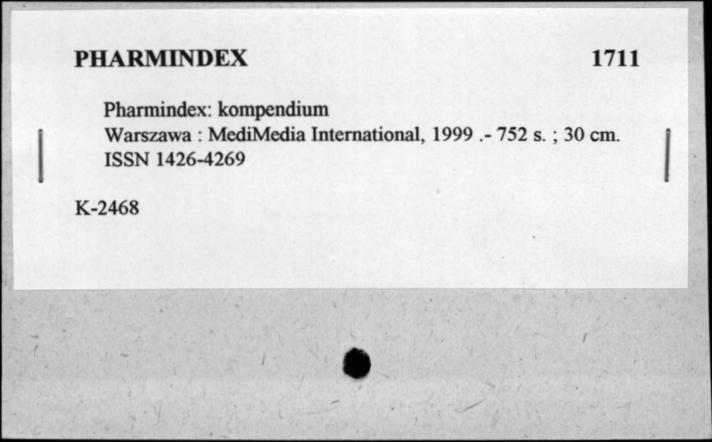 PHARMINDEX 1711
Pharmindex: kompendium
Warszawa : MediMedia International, 1999 .- 752 s. ; 30 cm.
ISSN 1426-4269
K-2468